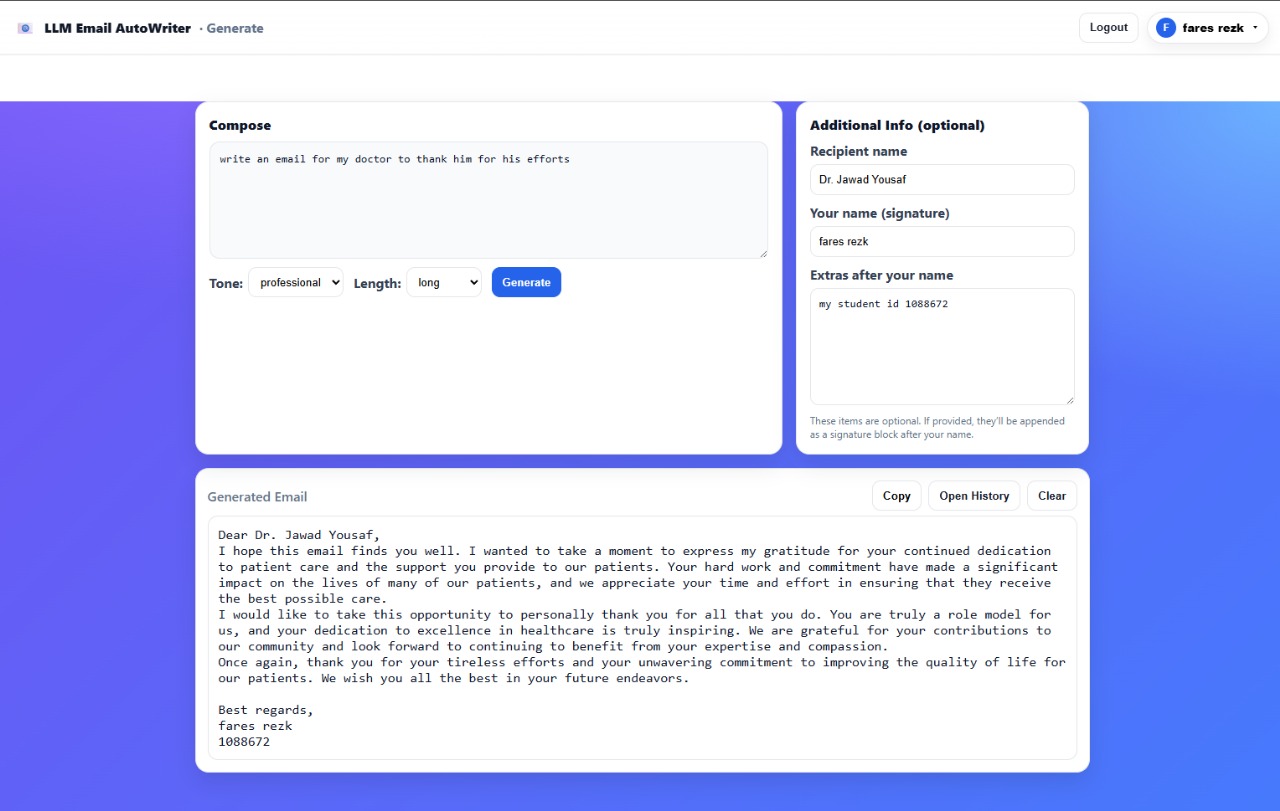 LLM Email AutoWriter · Generate
Logout
F fares rezk
Compose
write an email for my doctor to thank him for his efforts
Tone: professional Length: long Generate
Additional Info (optional)
Recipient name
Dr. Jawad Yousaf
Your name (signature)
fares rezk
Extras after your name
my student id 1088672
These items are optional. If provided, they'll be appended
as a signature block after your name.
Generated Email
Copy Open History Clear
Dear Dr. Jawad Yousaf,
I hope this email finds you well. I wanted to take a moment to express my gratitude for your continued dedication
to patient care and the support you provide to our patients. Your hard work and commitment have made a significant
impact on the lives of many of our patients, and we appreciate your time and effort in ensuring that they receive
the best possible care.
I would like to take this opportunity to personally thank you for all that you do. You are truly a role model for
us, and your dedication to excellence in healthcare is truly inspiring. We are grateful for your contributions to
our community and look forward to continuing to benefit from your expertise and compassion.
Once again, thank you for your tireless efforts and your unwavering commitment to improving the quality of life for
our patients. We wish you all the best in your future endeavors.
Best regards,
fares rezk
1088672